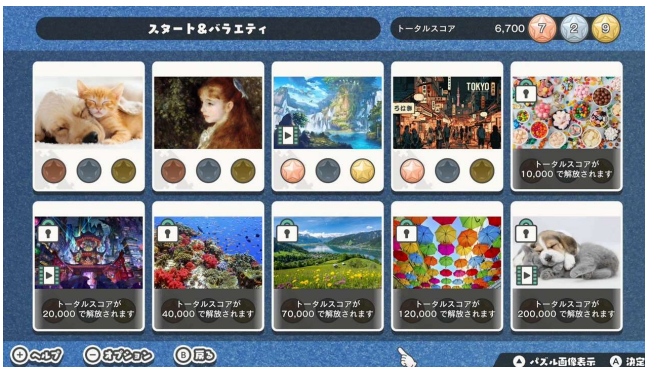 スタート&バラエティ
トータルスコア 6,700 7 2 9
TOKYO
トータルスコアが
10,000 で解放されます
トータルスコアが
20,000 で解放されます
トータルスコアが
40,000 で解放されます
トータルスコアが
70,000 で解放されます
トータルスコアが
120,000 で解放されます
トータルスコアが
200,000 で解放されます
+ヘルプ -オプション B戻る
パズル画像表示 A決定